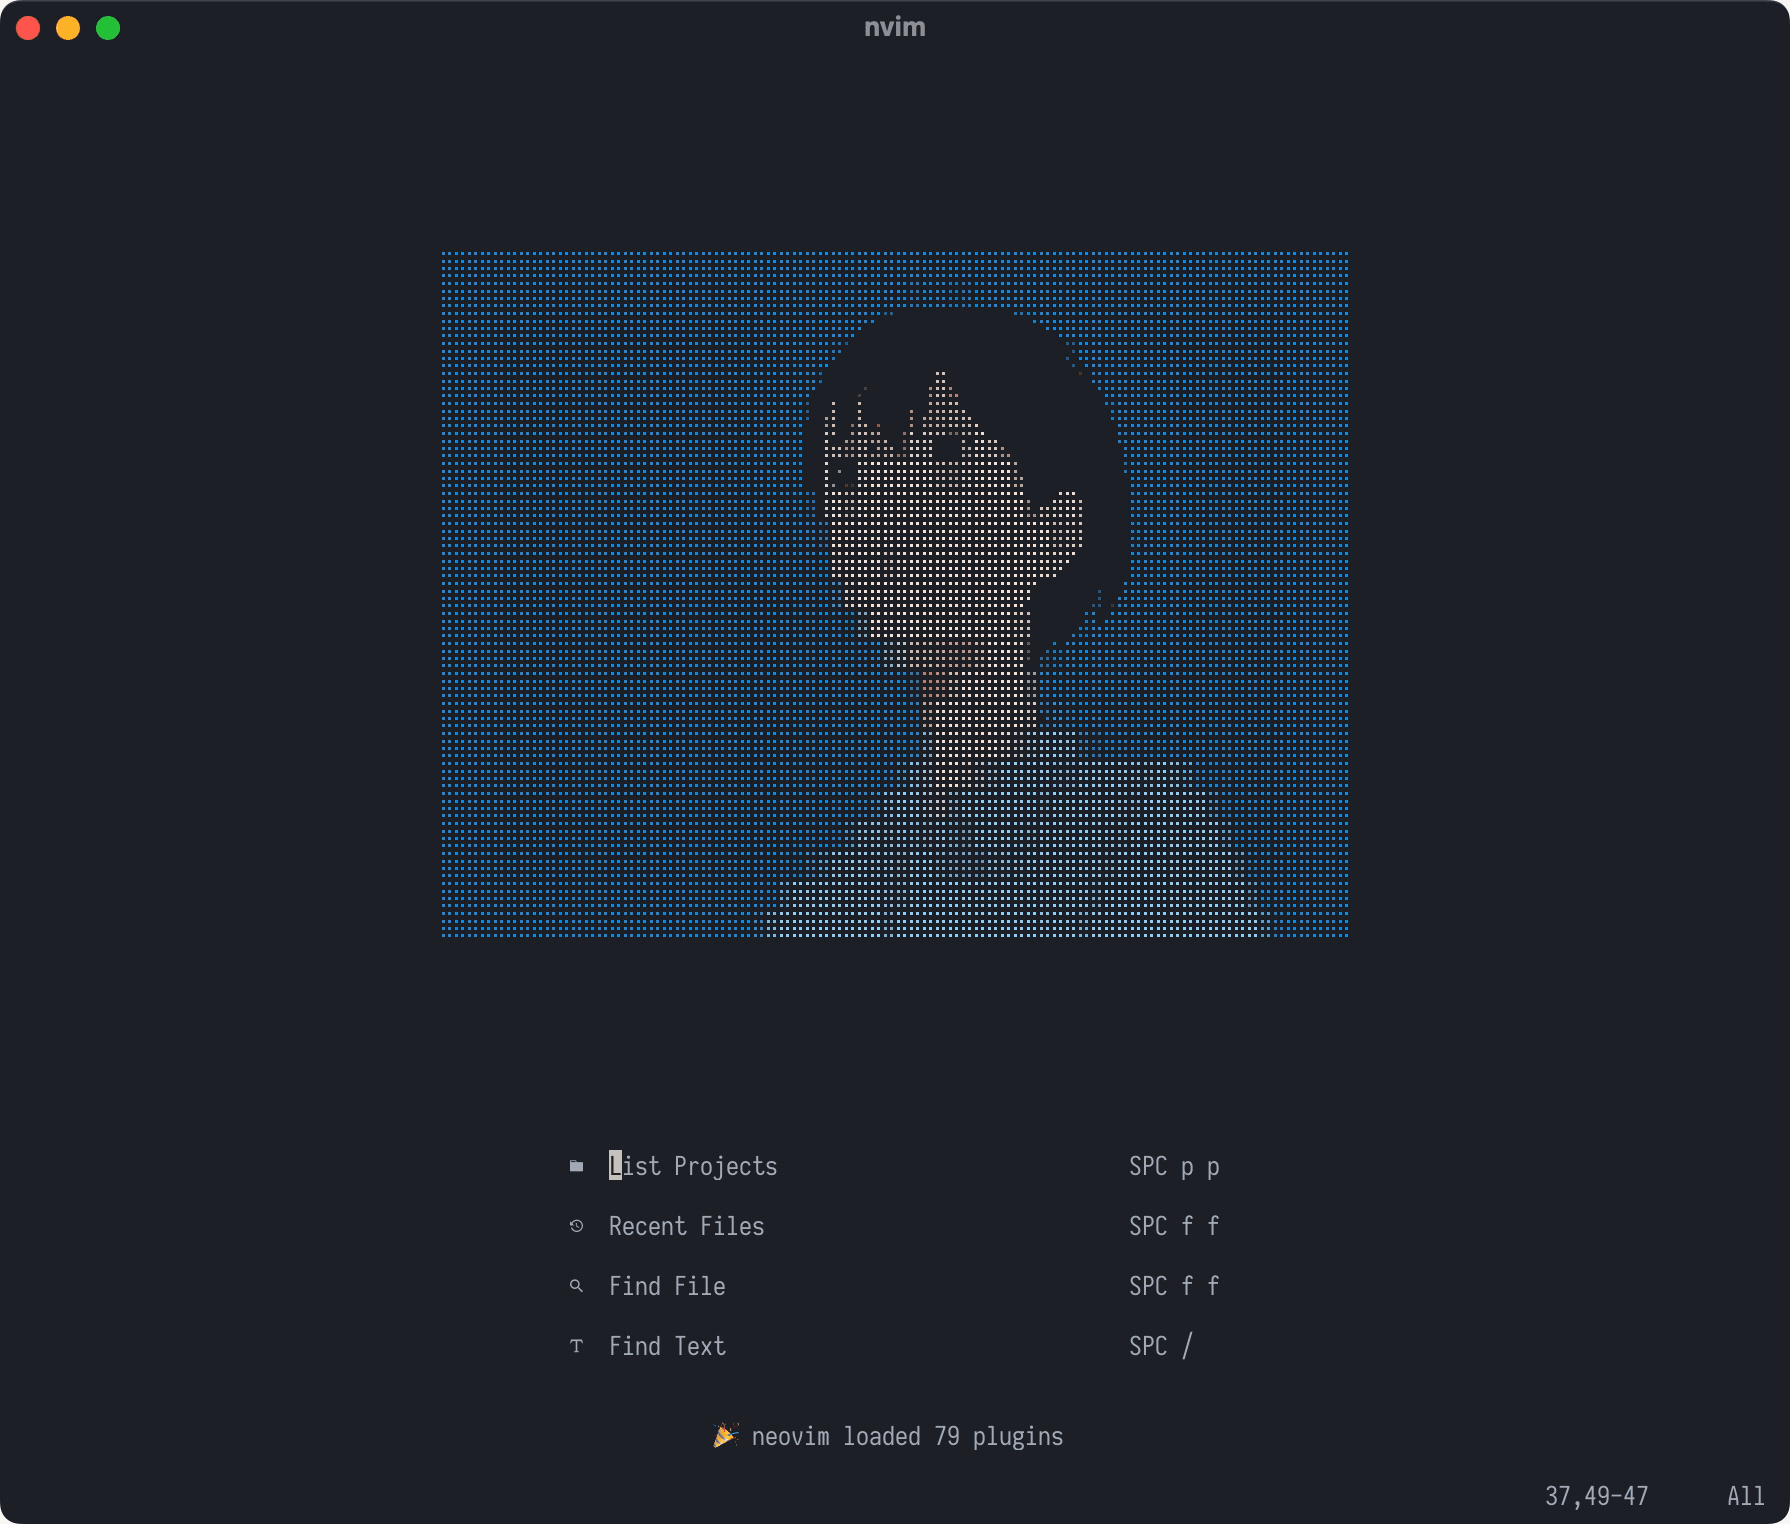 nvim
List Projects SPC p p
Recent Files SPC f f
Find File SPC f f
Find Text SPC /
🎉 neovim loaded 79 plugins
37,49-47 All